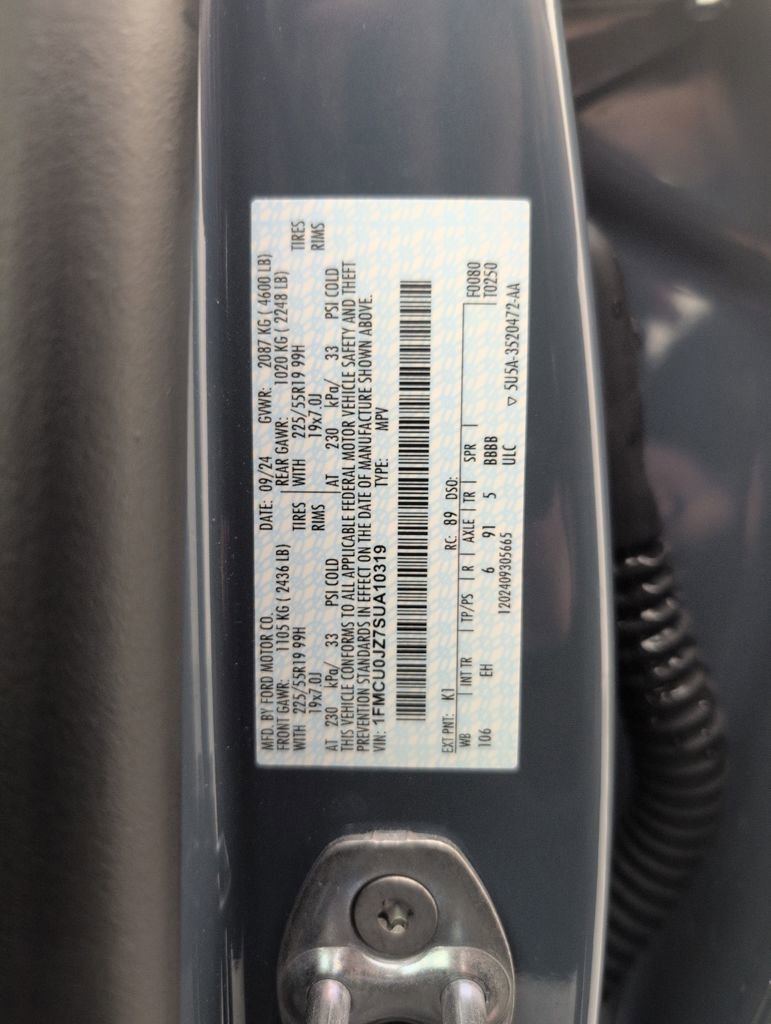 MFD. BY FORD MOTOR CO. DATE: 09/24 GVWR: 2087 KG ( 4600 LB)
FRONT GAWR: 1105 KG ( 2436 LB) REAR GAWR: 1020 KG ( 2248 LB)
WITH 225/55R19 99H TIRES WITH 225/55R19 99H TIRES
19x7.0J RIMS 19x7.0J RIMS
AT 230 kPa/ 33 PSI COLD AT 230 kPa/ 33 PSI COLD
THIS VEHICLE CONFORMS TO ALL APPLICABLE FEDERAL MOTOR VEHICLE SAFETY AND THEFT
PREVENTION STANDARDS IN EFFECT ON THE DATE OF MANUFACTURE SHOWN ABOVE.
VIN: 1FMCU0JZ7SUA10319 TYPE: MPV
EXT PNT: K1 RC: 89 DSO: F0080
WB INT TR TP/PS R AXLE TR SPR T0250
106 EH 6 91 5 BBBB
1202409305665 ULC ▽ 5U5A-3520472-AA